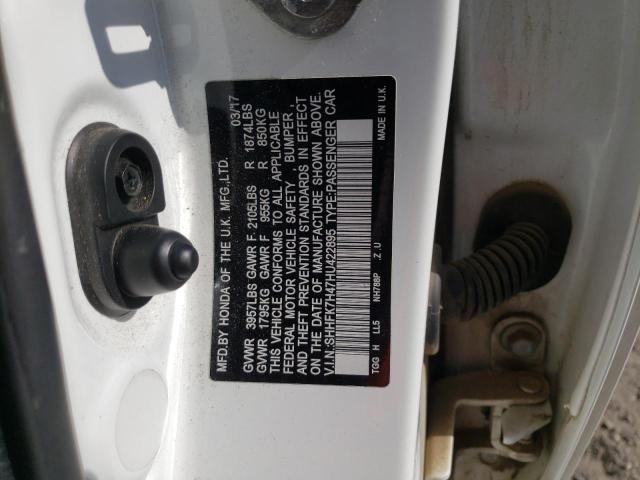 MFD.BY HONDA OF THE U.K. MFG.,LTD. 03/17
GVWR 3957LBS GAWR F 2105LBS R 1874LBS
GVWR 1795KG GAWR F 955KG R 850KG
THIS VEHICLE CONFORMS TO ALL APPLICABLE
FEDERAL MOTOR VEHICLE SAFETY, BUMPER,
AND THEFT PREVENTION STANDARDS IN EFFECT
ON THE DATE OF MANUFACTURE SHOWN ABOVE.
V.I.N.:SHHFK7H47HU422895 TYPE:PASSENGER CAR
TGG H LL5 NH788P .Z.U MADE IN U.K.